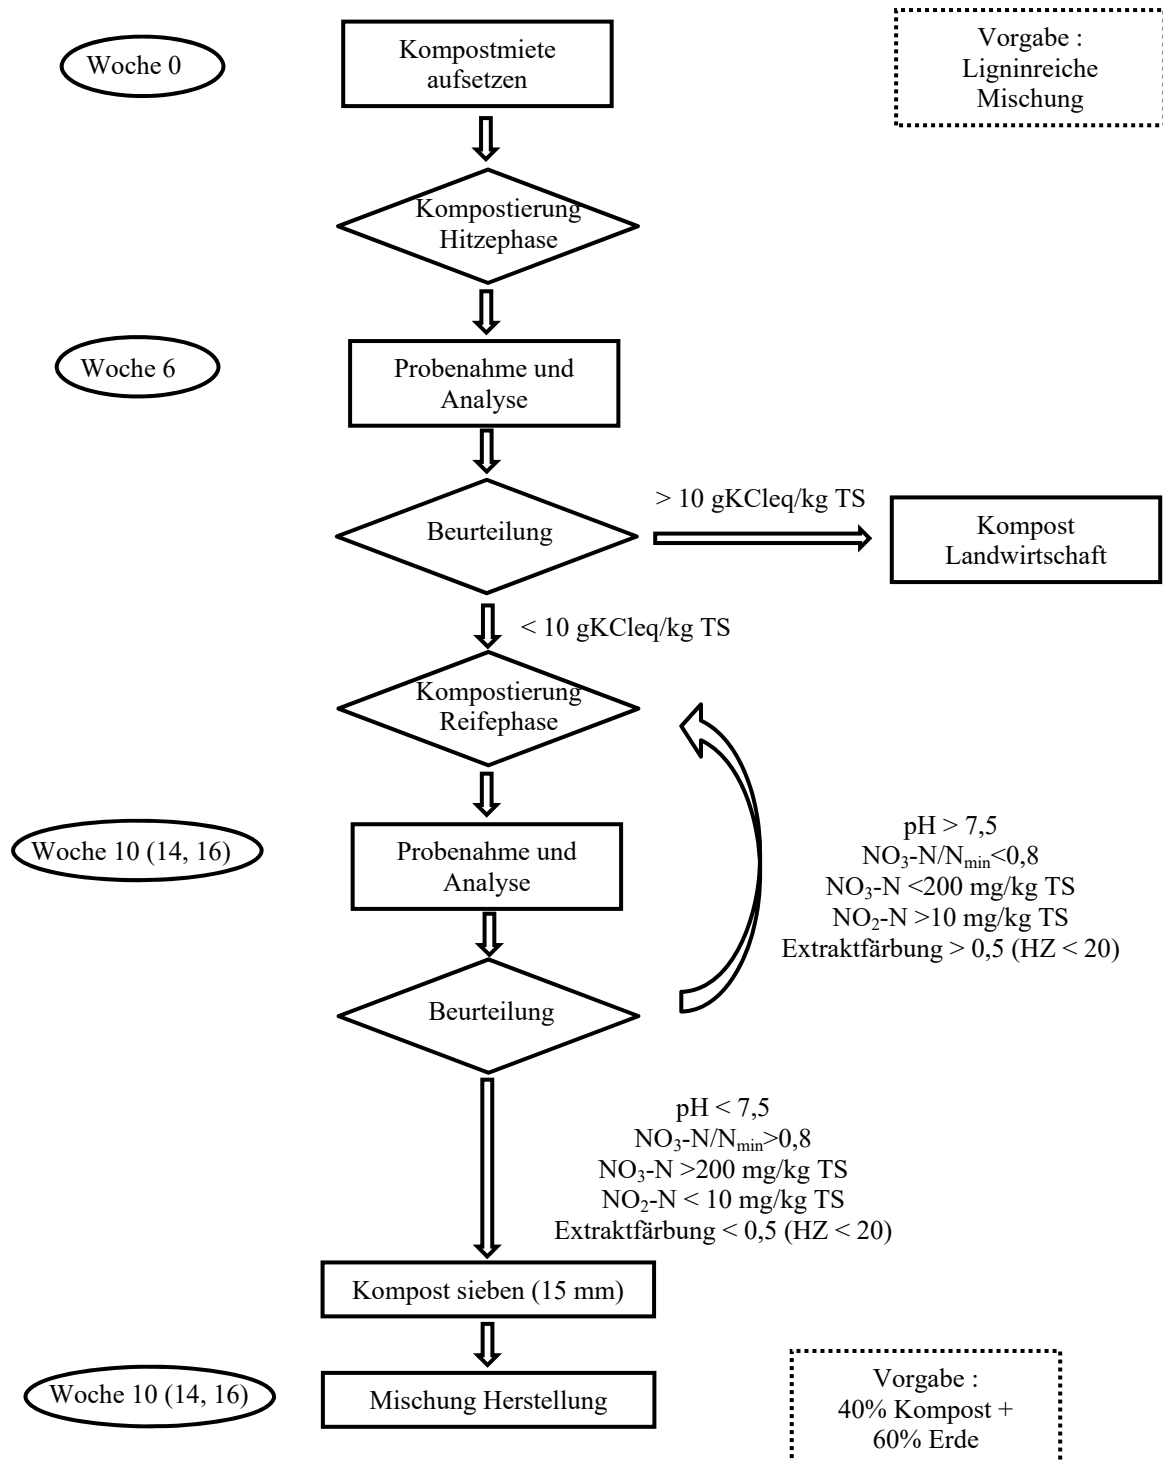 Woche 0
Kompostmiete
aufsetzen
Vorgabe :
Ligninreiche
Mischung
Kompostierung
Hitzephase
Woche 6
Probenahme und
Analyse
Beurteilung
> 10 gKCleq/kg TS
Kompost
Landwirtschaft
< 10 gKCleq/kg TS
Kompostierung
Reifephase
Woche 10 (14, 16)
Probenahme und
Analyse
pH > 7,5
NO₃-N/Nmin<0,8
NO₃-N <200 mg/kg TS
NO₂-N >10 mg/kg TS
Extraktfärbung > 0,5 (HZ < 20)
Beurteilung
pH < 7,5
NO₃-N/Nmin>0,8
NO₃-N >200 mg/kg TS
NO₂-N < 10 mg/kg TS
Extraktfärbung < 0,5 (HZ < 20)
Kompost sieben (15 mm)
Woche 10 (14, 16)
Mischung Herstellung
Vorgabe :
40% Kompost +
60% Erde